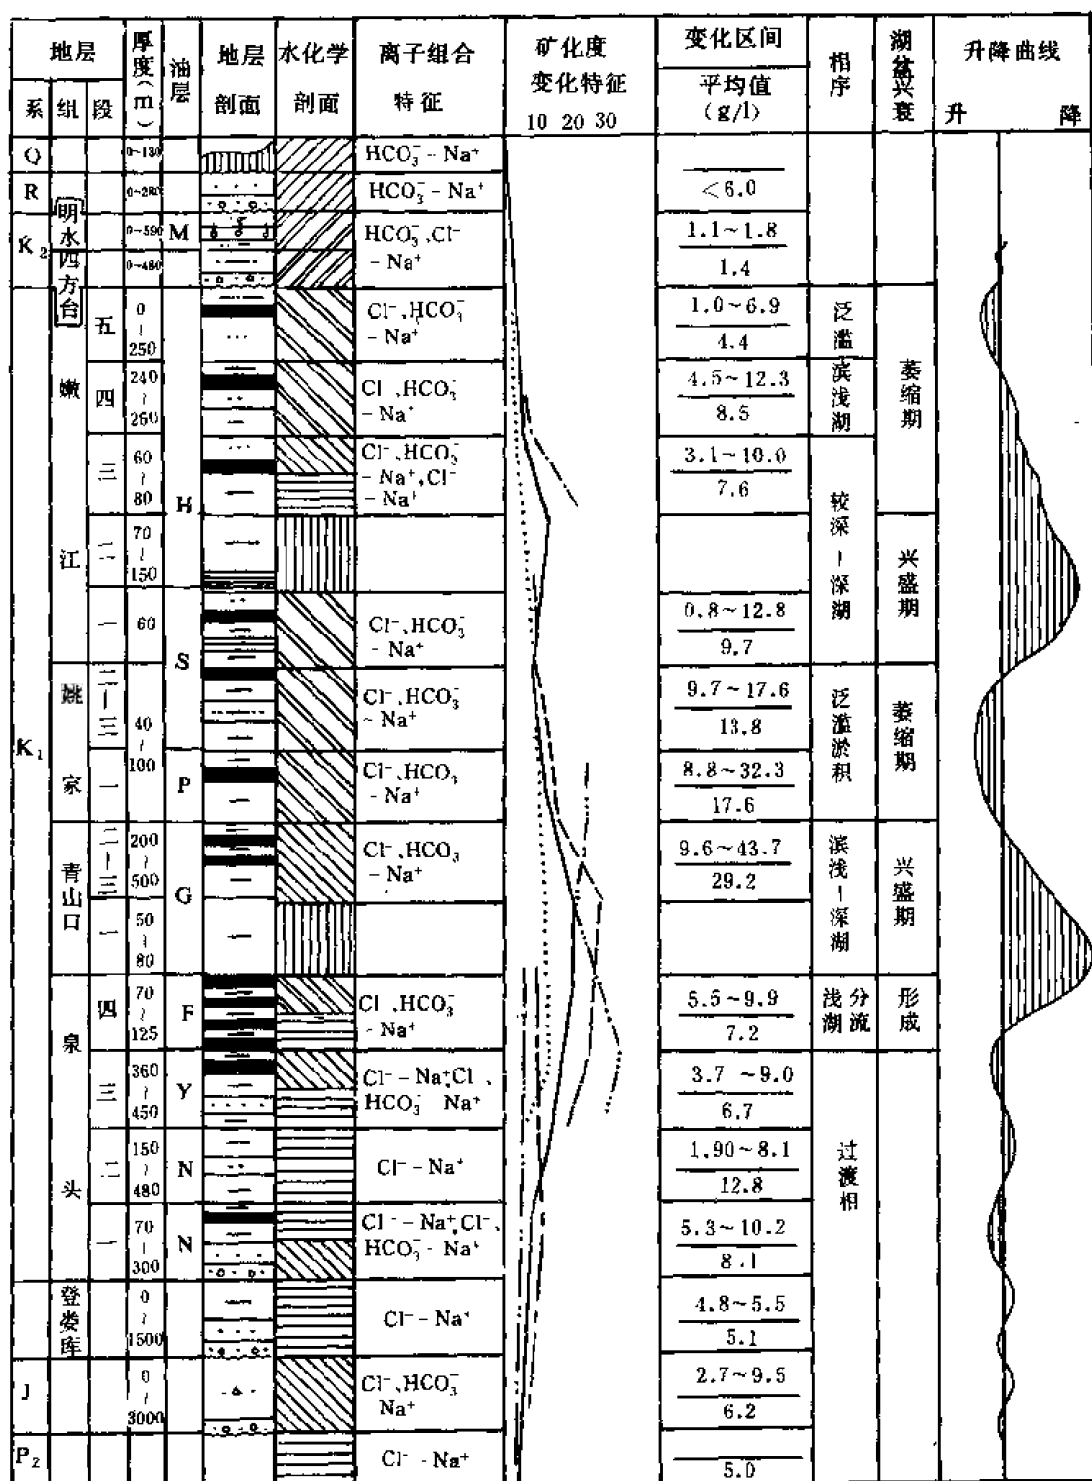 地层 厚度(m) 油层 地层剖面 水化学剖面 离子组合特征 矿化度变化特征 变化区间 相序 湖盆兴衰 升降曲线
系 组 段 10 20 30 平均值(g/l) 升 降
Q 0~130 HCO₃⁻-Na⁺
R 0~280 HCO₃⁻-Na⁺ <6.0
K₂ 明水 0~590 M HCO₃⁻、Cl⁻ 1.1~1.8
四方台 0~480 -Na⁺ 1.4
嫩江 五 0~250 Cl⁻、HCO₃⁻-Na⁺ 1.0~6.9 4.4 泛滥 萎缩期
四 240~260 H Cl⁻、HCO₃⁻-Na⁺ 4.5~12.3 8.5 滨浅湖
三 60~80 Cl⁻、HCO₃⁻-Na⁺、Cl⁻-Na⁺ 3.1~10.0 7.6 较深-深湖
二 70~150 兴盛期
一 60 S Cl⁻、HCO₃⁻-Na⁺ 0.8~12.8 9.7
K₁ 姚家 二-三 40~100 Cl⁻、HCO₃⁻~Na⁺ 9.7~17.6 13.8 泛滥淤积 萎缩期
一 P Cl⁻、HCO₃-Na⁺ 8.8~32.3 17.6
青山口 二-三 200~500 G Cl⁻、HCO₃-Na⁺ 9.6~43.7 29.2 滨浅-深湖 兴盛期
一 50~80
泉头 四 70~125 F Cl、HCO₃⁻-Na⁺ 5.5~9.9 7.2 浅湖 分流 形成
三 360~450 Y Cl⁻-Na⁺、Cl、HCO₃⁻ Na⁺ 3.7~9.0 6.7 过渡相
二 150~480 N Cl⁻-Na⁺ 1.90~8.1 12.8
一 70~300 N Cl⁻-Na⁺、Cl⁻、HCO₃⁻-Na⁺ 5.3~10.2 8.1
登娄库 0~1500 Cl⁻-Na⁺ 4.8~5.5 5.1
J 0~3000 Cl⁻、HCO₃⁻ Na⁺ 2.7~9.5 6.2
P₂ Cl⁻-Na⁺ 5.0